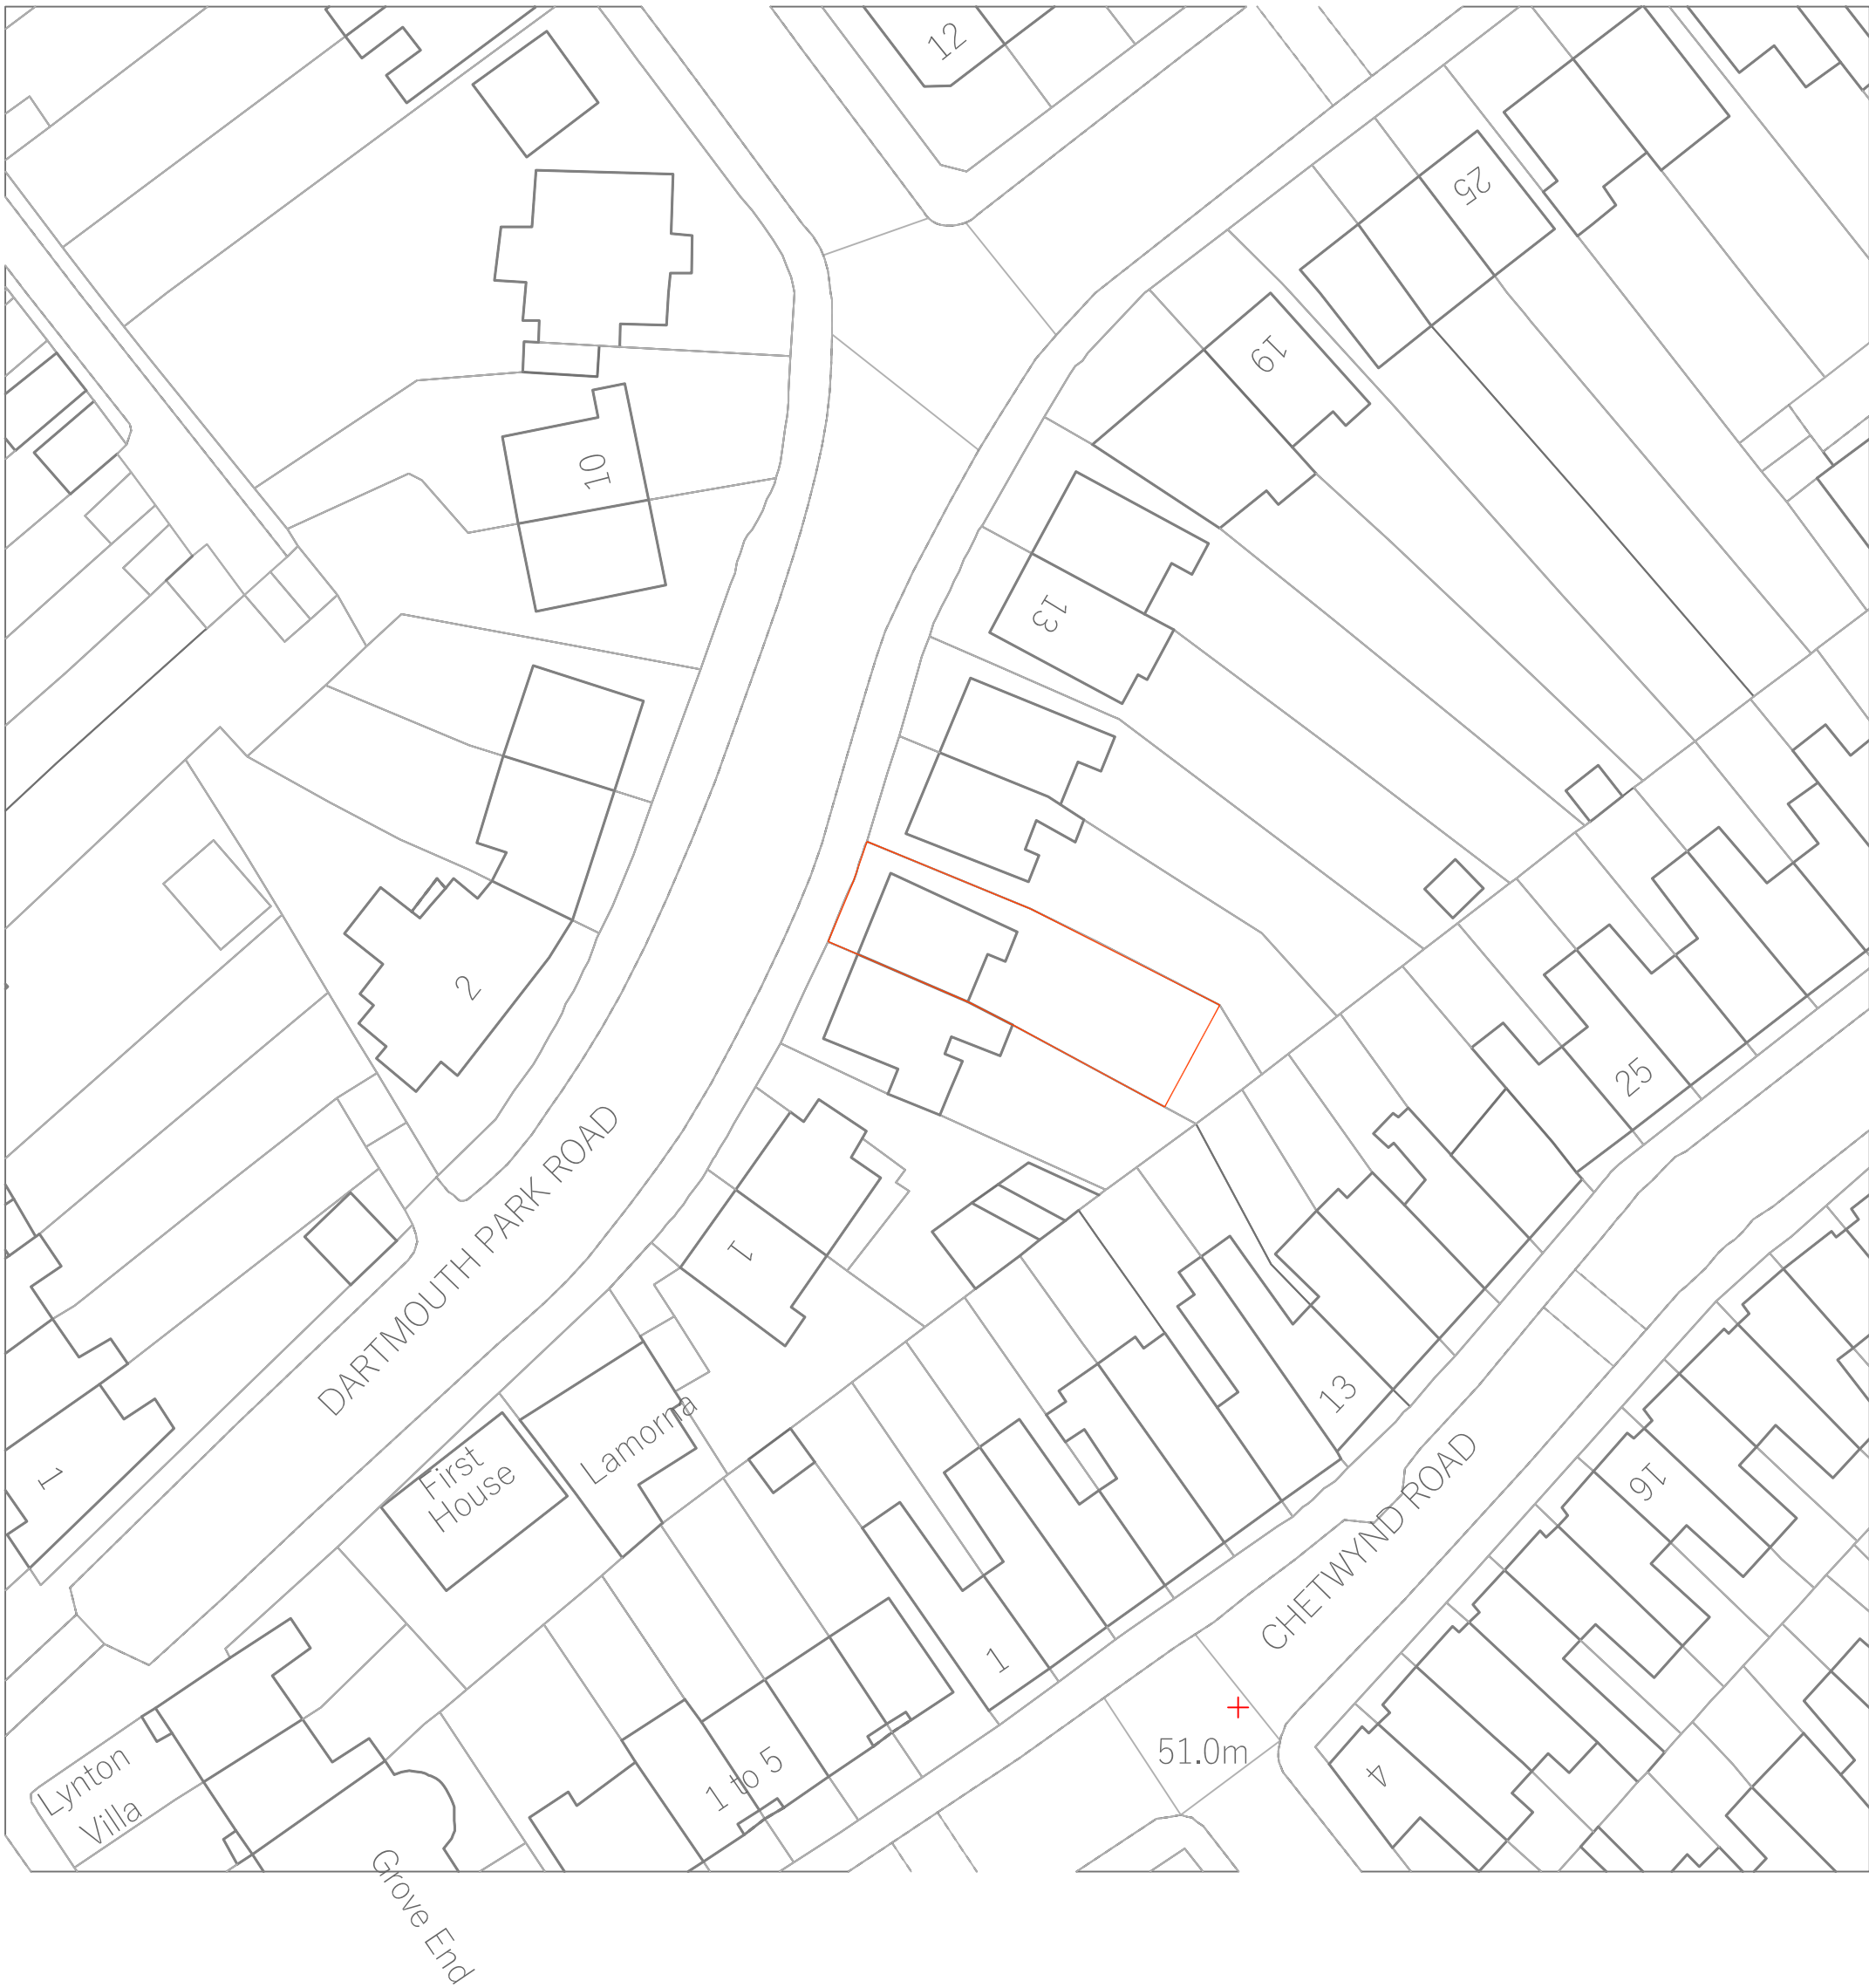 12
25
19
10
13
2
25
DARTMOUTH PARK ROAD
1
13
Lamorna
First
House
1
16
CHETWYND ROAD
1
51.0m
4
1 to 5
Lynton
Villa
Grove End